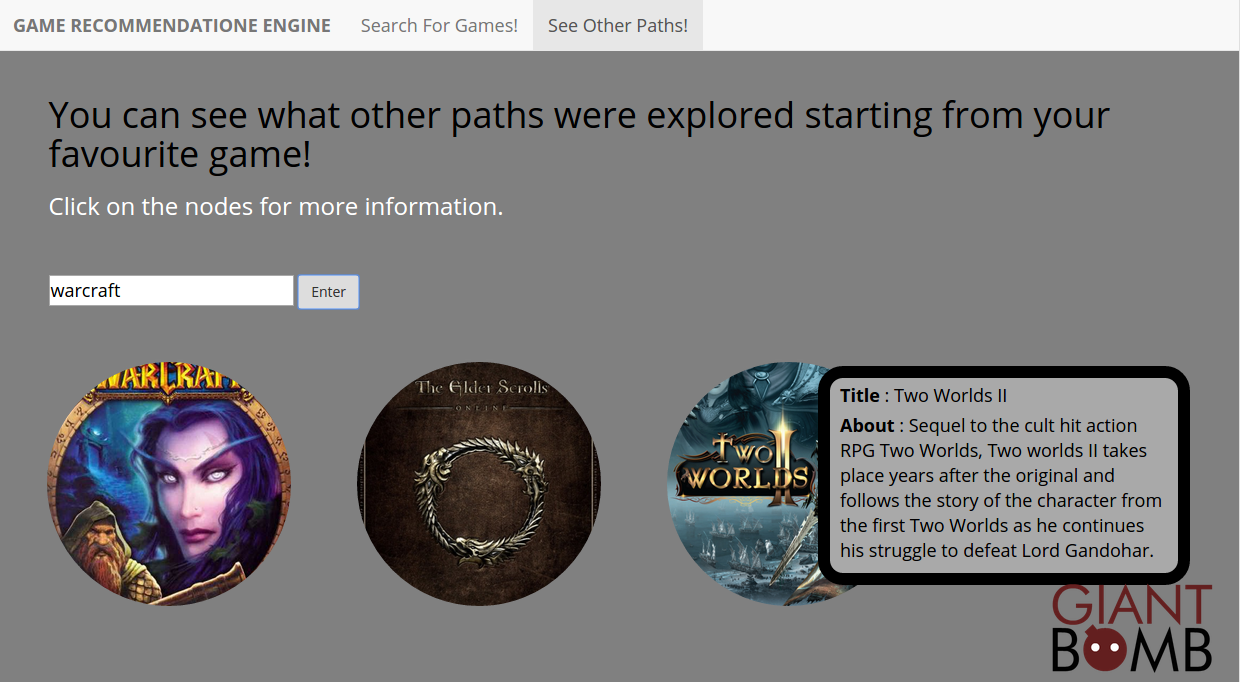 GAME RECOMMENDATIONE ENGINE Search For Games! See Other Paths!
You can see what other paths were explored starting from your
favourite game!
Click on the nodes for more information.
warcraft Enter
WARCRAFT
The Elder Scrolls
ONLINE
TWO
WORLDS
II
Title : Two Worlds II
About : Sequel to the cult hit action
RPG Two Worlds, Two worlds II takes
place years after the original and
follows the story of the character from
the first Two Worlds as he continues
his struggle to defeat Lord Gandohar.
GIANT
BOMB